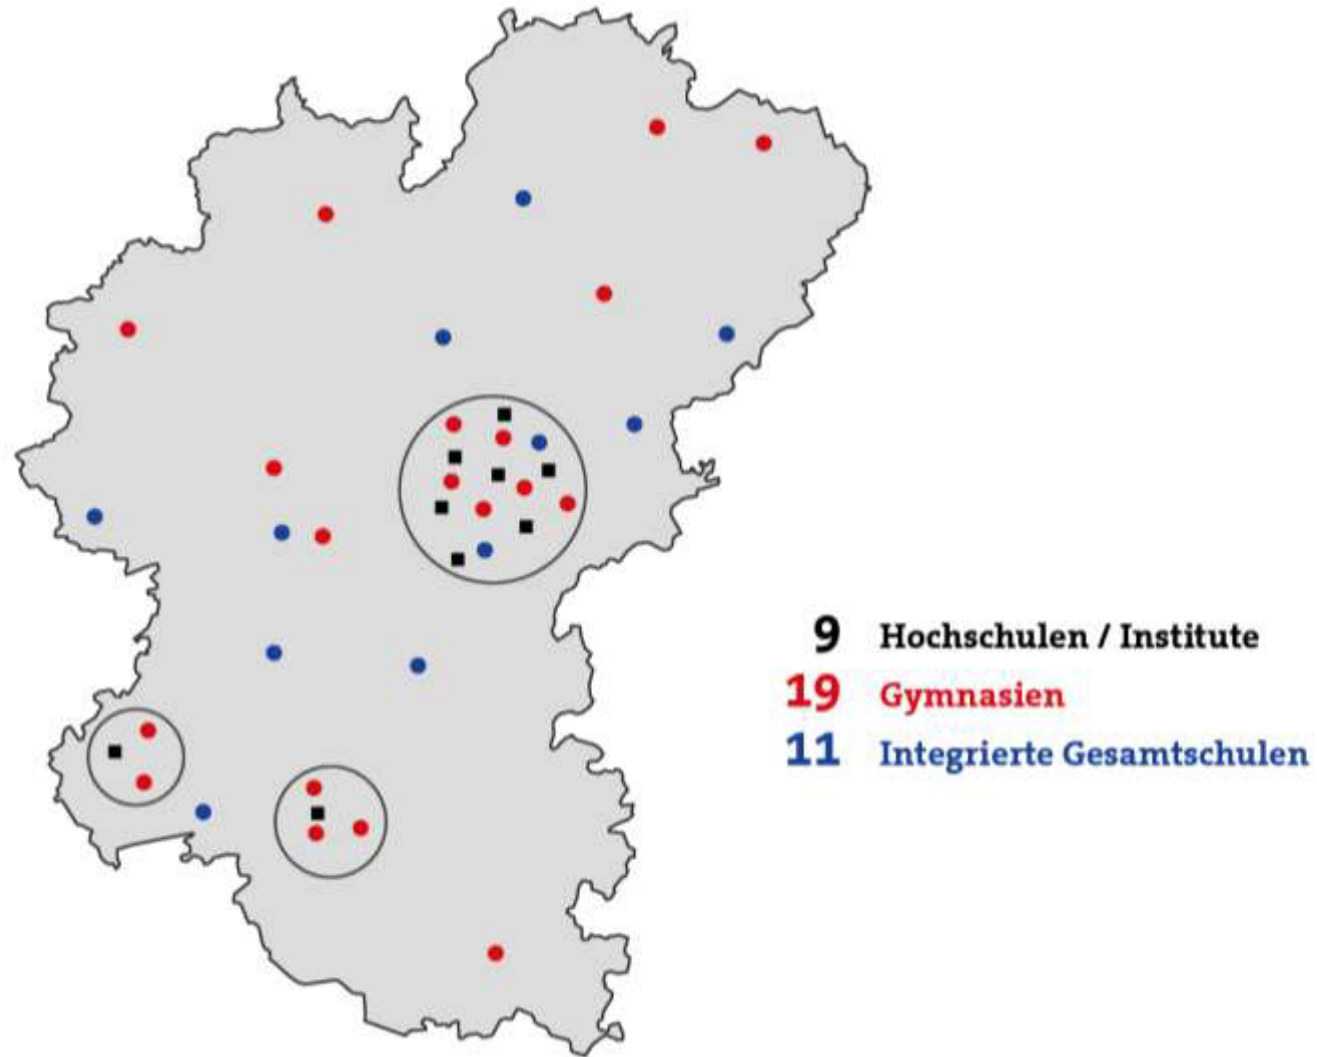 9 Hochschulen / Institute
19 Gymnasien
11 Integrierte Gesamtschulen